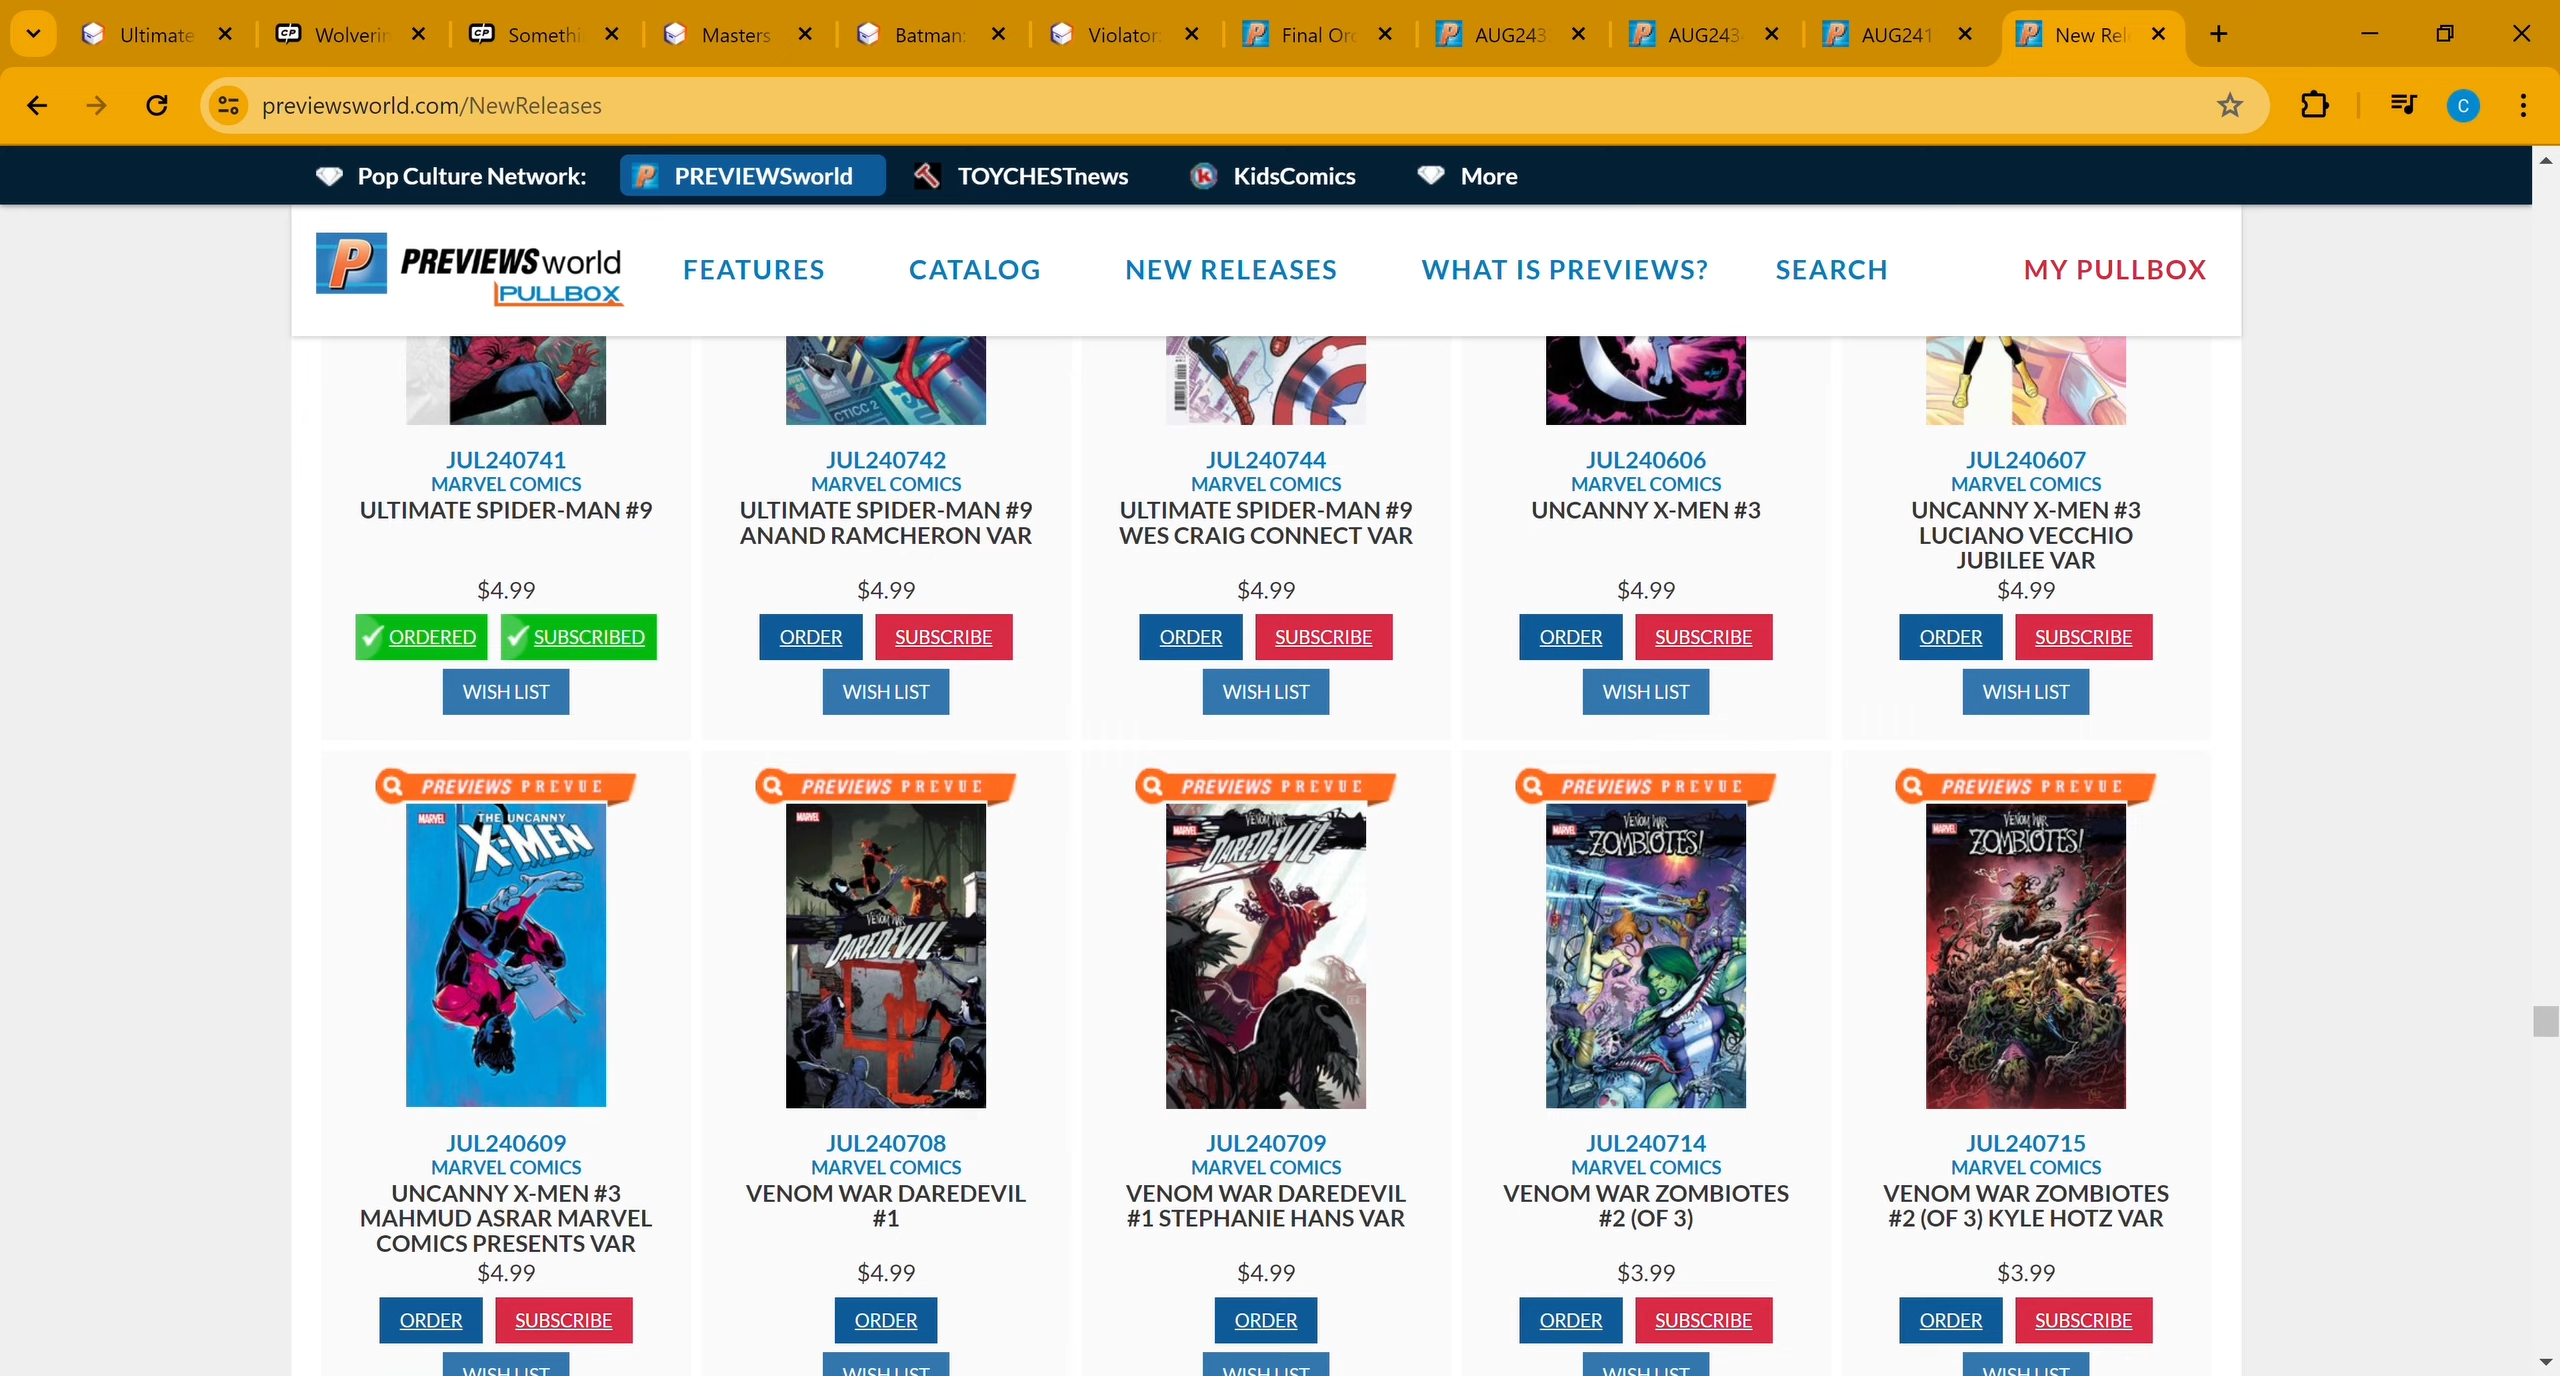 Ultimate
Wolverin
Somethi
Masters
Batman:
Violator:
Final Orc
AUG243
AUG243
AUG241
New Rel
previewsworld.com/NewReleases
C
Pop Culture Network:
PREVIEWSworld
TOYCHESTnews
KidsComics
More
PREVIEWSworld
PULLBOX
FEATURES
CATALOG
NEW RELEASES
WHAT IS PREVIEWS?
SEARCH
MY PULLBOX
CTICC 2
JUL240741
MARVEL COMICS
ULTIMATE SPIDER-MAN #9
$4.99
ORDERED
SUBSCRIBED
WISH LIST
JUL240742
MARVEL COMICS
ULTIMATE SPIDER-MAN #9
ANAND RAMCHERON VAR
$4.99
ORDER
SUBSCRIBE
WISH LIST
JUL240744
MARVEL COMICS
ULTIMATE SPIDER-MAN #9
WES CRAIG CONNECT VAR
$4.99
ORDER
SUBSCRIBE
WISH LIST
JUL240606
MARVEL COMICS
UNCANNY X-MEN #3
$4.99
ORDER
SUBSCRIBE
WISH LIST
JUL240607
MARVEL COMICS
UNCANNY X-MEN #3
LUCIANO VECCHIO
JUBILEE VAR
$4.99
ORDER
SUBSCRIBE
WISH LIST
PREVIEWS PREVUE
MARVEL
THE UNCANNY
X-MEN
JUL240609
MARVEL COMICS
UNCANNY X-MEN #3
MAHMUD ASRAR MARVEL
COMICS PRESENTS VAR
$4.99
ORDER
SUBSCRIBE
WISH LIST
PREVIEWS PREVUE
MARVEL
VENOM WAR
DAREDEVIL
JUL240708
MARVEL COMICS
VENOM WAR DAREDEVIL
#1
$4.99
ORDER
WISH LIST
PREVIEWS PREVUE
VENOM WAR
MARVEL
DAREDEVIL
JUL240709
MARVEL COMICS
VENOM WAR DAREDEVIL
#1 STEPHANIE HANS VAR
$4.99
ORDER
WISH LIST
PREVIEWS PREVUE
VENOM WAR
MARVEL
ZOMBIOTES!
JUL240714
MARVEL COMICS
VENOM WAR ZOMBIOTES
#2 (OF 3)
$3.99
ORDER
SUBSCRIBE
WISH LIST
PREVIEWS PREVUE
VENOM WAR
MARVEL
ZOMBIOTES!
JUL240715
MARVEL COMICS
VENOM WAR ZOMBIOTES
#2 (OF 3) KYLE HOTZ VAR
$3.99
ORDER
SUBSCRIBE
WISH LIST